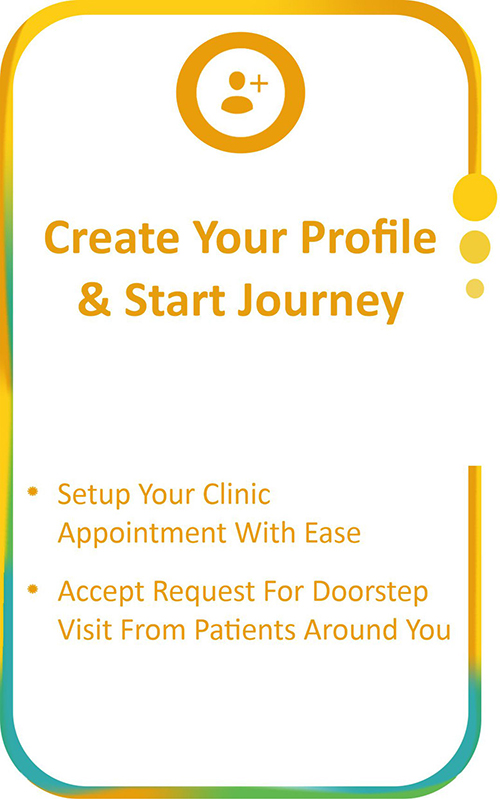 Create Your Profile
& Start Journey
Setup Your Clinic
Appointment With Ease
Accept Request For Doorstep
Visit From Patients Around You